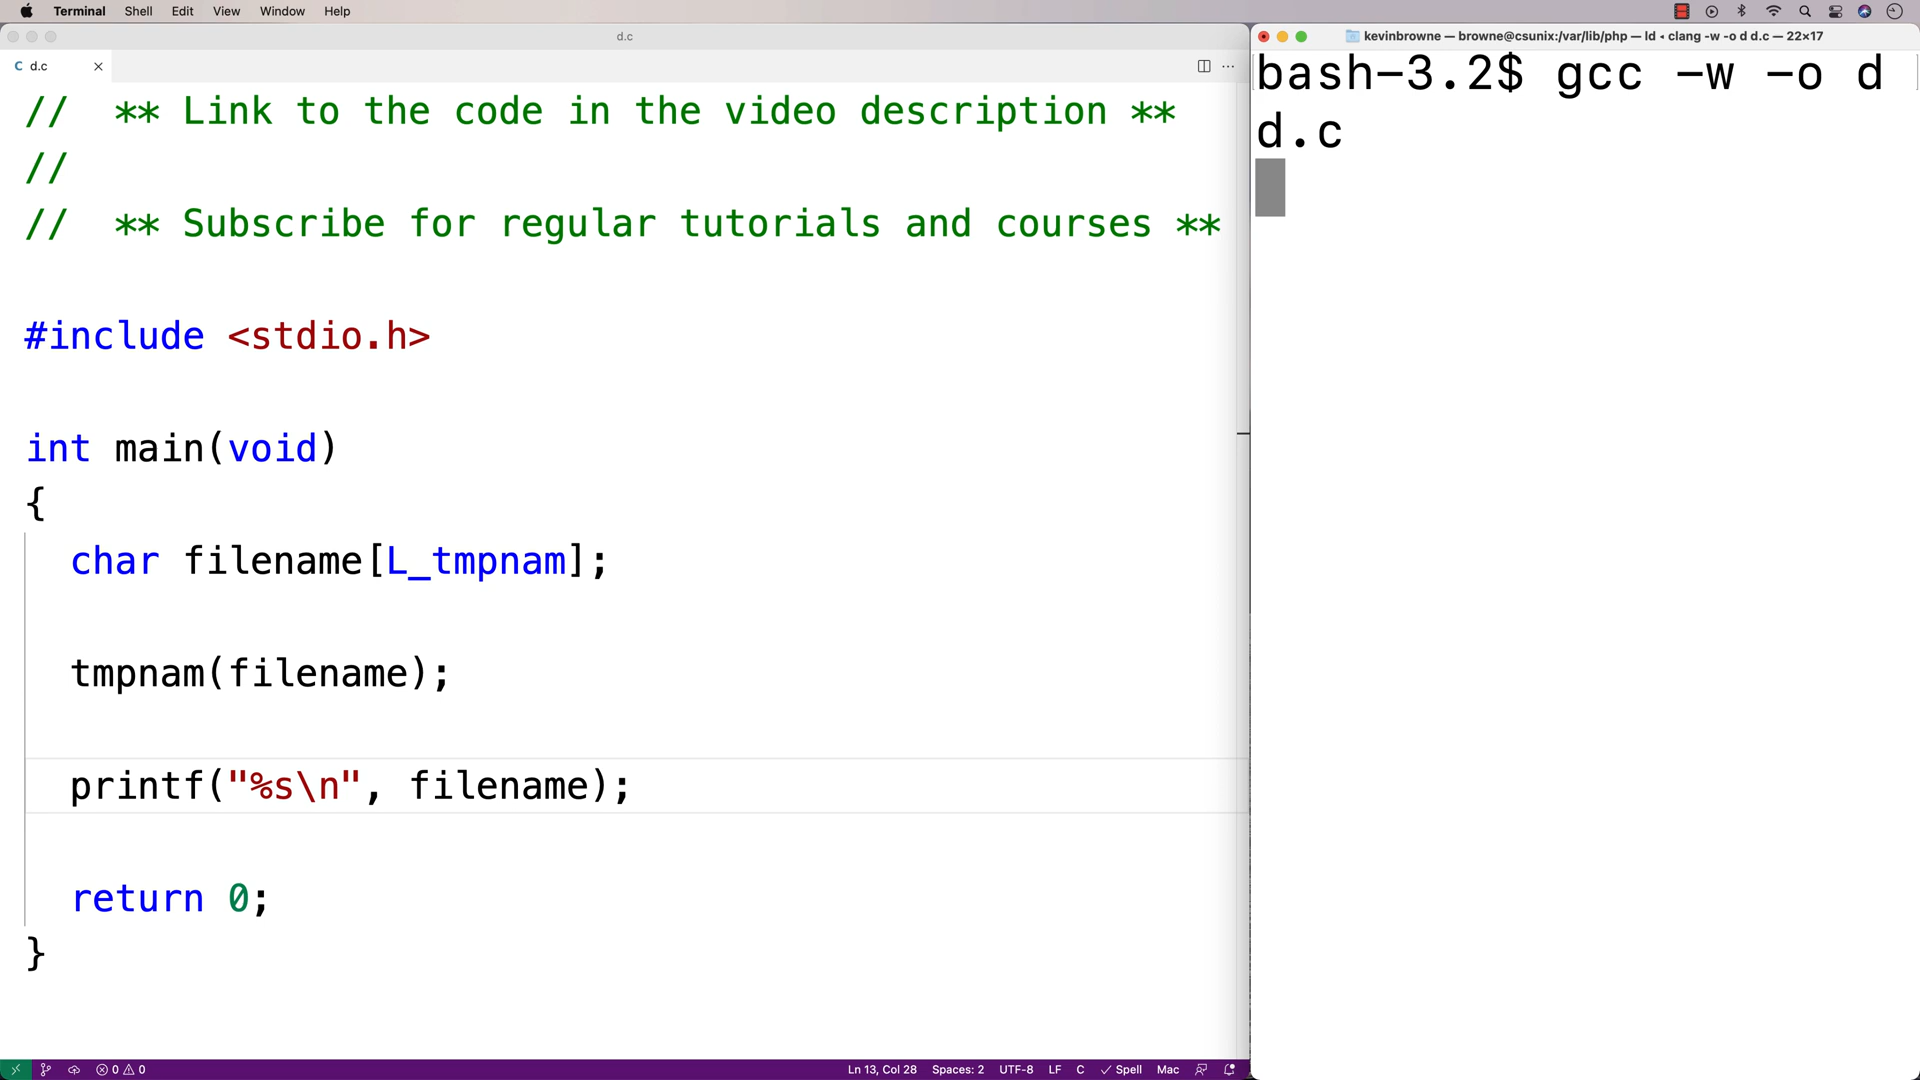 Terminal Shell Edit View Window Help
d.c
C d.c
// ** Link to the code in the video description **
//
// ** Subscribe for regular tutorials and courses **
#include <stdio.h>
int main(void)
{
char filename[L_tmpnam];
tmpnam(filename);
printf("%s\n", filename);
return 0;
}
0 0 Ln 13, Col 28 Spaces: 2 UTF-8 LF C Spell Mac
kevinbrowne — browne@csunix:/var/lib/php — ld ◂ clang -w -o d d.c — 22×17
bash-3.2$ gcc -w -o d
d.c